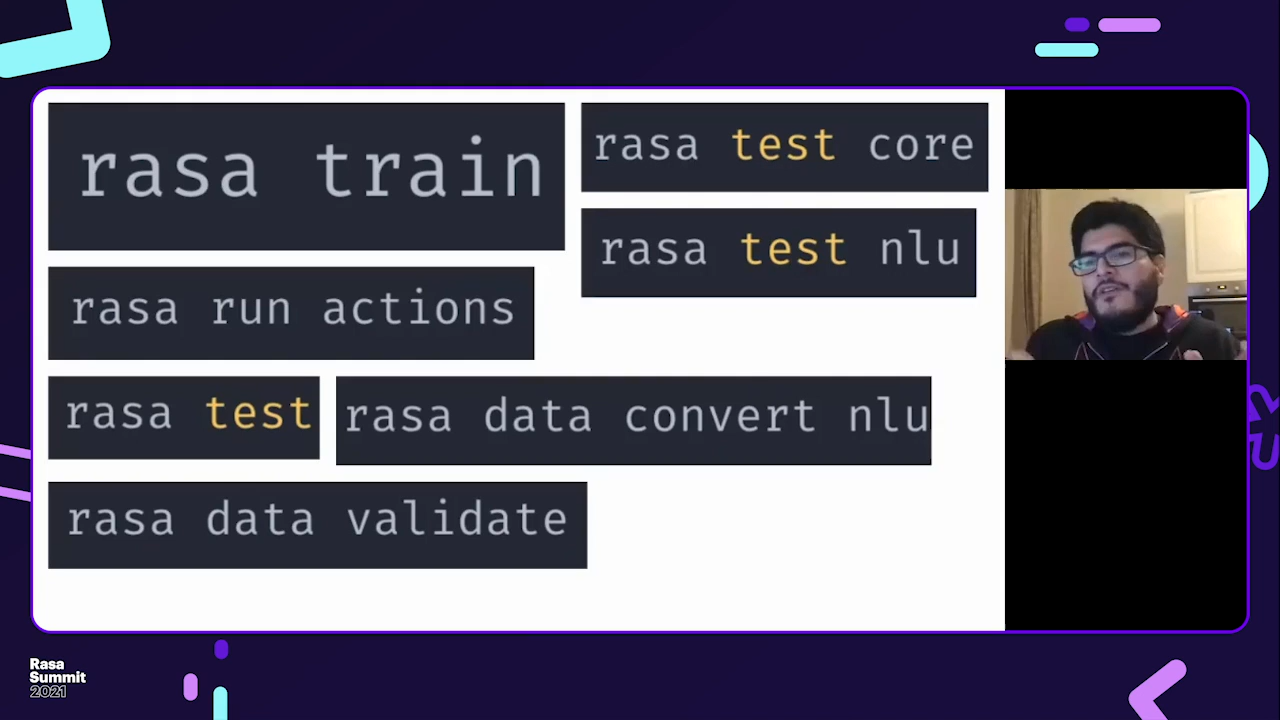 rasa train
rasa test core
rasa test nlu
rasa run actions
rasa test
rasa data convert nlu
rasa data validate
Rasa
Summit
2021